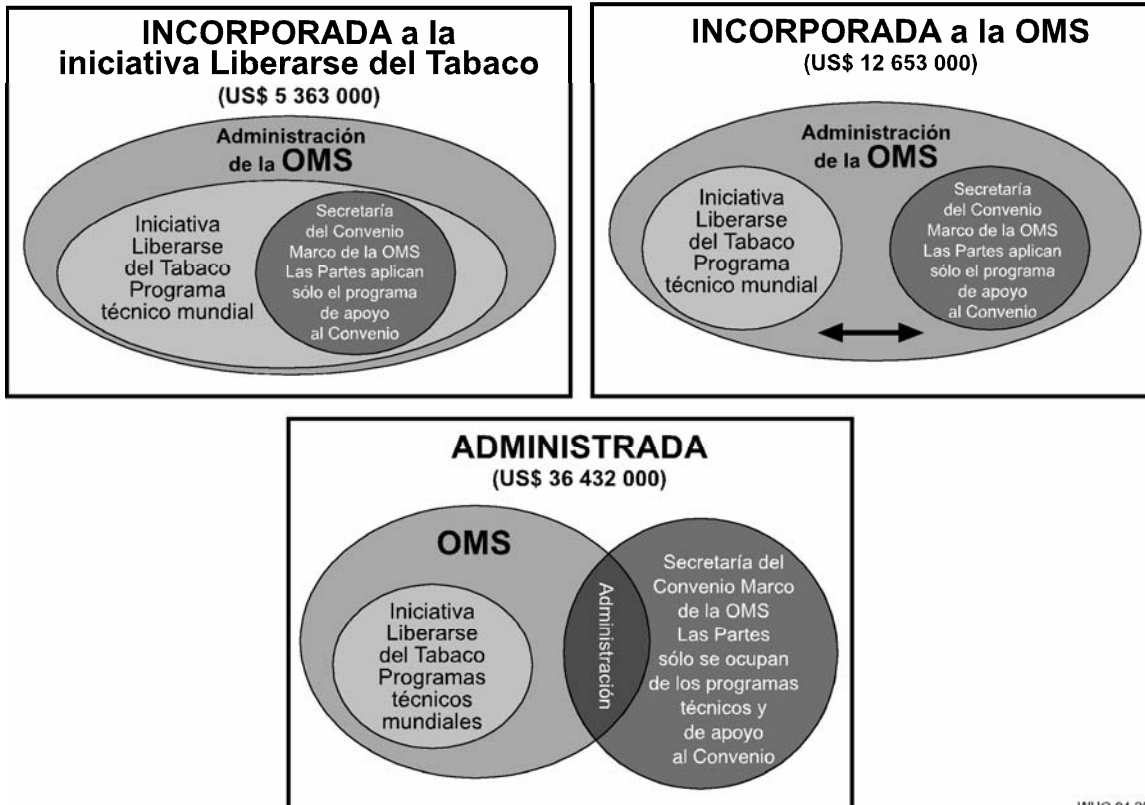 INCORPORADA a la
iniciativa Liberarse del Tabaco
(US$ 5 363 000)
Administración
de la OMS
Iniciativa
Liberarse
del Tabaco
Programa
técnico mundial
Secretaría
del Convenio
Marco de la OMS
Las Partes aplican
sólo el programa
de apoyo
al Convenio
INCORPORADA a la OMS
(US$ 12 653 000)
Administración
de la OMS
Iniciativa
Liberarse
del Tabaco
Programa
técnico mundial
Secretaría
del Convenio
Marco de la OMS
Las Partes aplican
sólo el programa
de apoyo
al Convenio
ADMINISTRADA
(US$ 36 432 000)
OMS
Iniciativa
Liberarse
del Tabaco
Programas
técnicos
mundiales
Administración
Secretaría del
Convenio Marco
de la OMS
Las Partes
sólo se ocupan
de los programas
técnicos y
de apoyo
al Convenio